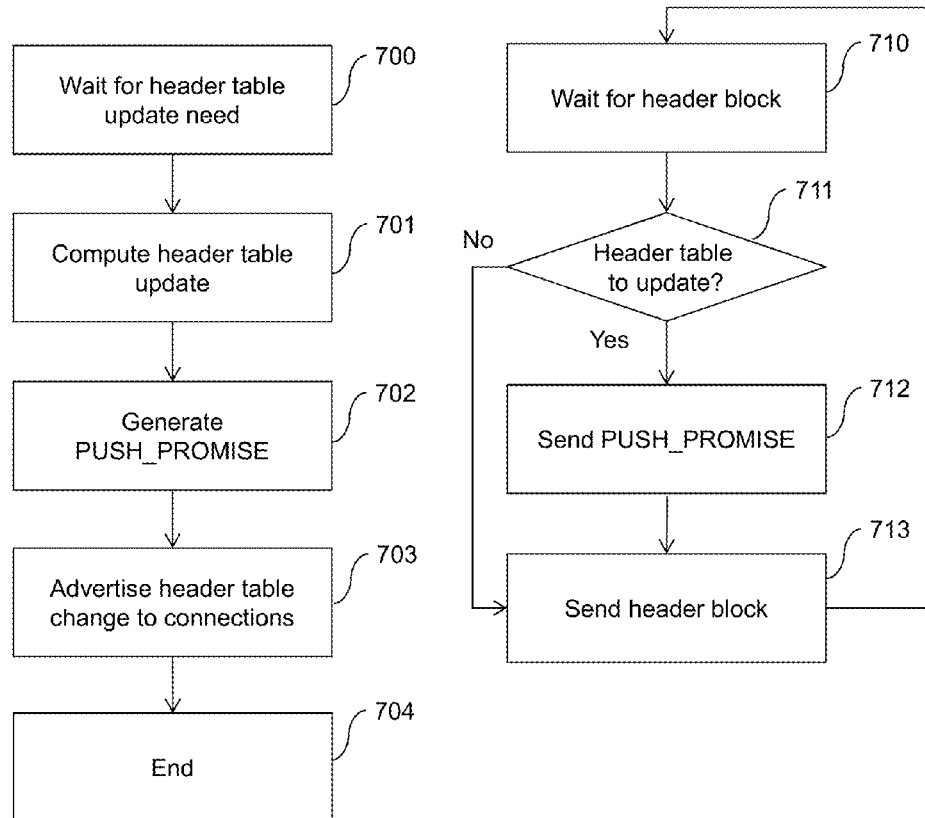 700
Wait for header table
update need
701
Compute header table
update
702
Generate
PUSH_PROMISE
703
Advertise header table
change to connections
704
End
710
Wait for header block
711
No
Header table
to update?
Yes
712
Send PUSH_PROMISE
713
Send header block